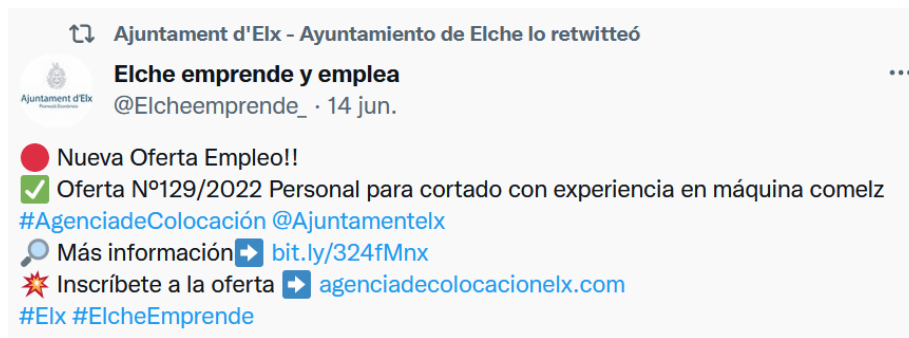 Ajuntament d'Elx - Ayuntamiento de Elche lo retwitteó
Elche emprende y emplea
Ajuntament d'Elx
Promoció Econòmica
@Elcheemprende_ · 14 jun.
Nueva Oferta Empleo!!
Oferta Nº129/2022 Personal para cortado con experiencia en máquina comelz
#AgenciadeColocación @Ajuntamentelx
Más información➡ bit.ly/324fMnx
Inscríbete a la oferta ➡ agenciadecolocacionelx.com
#Elx #ElcheEmprende